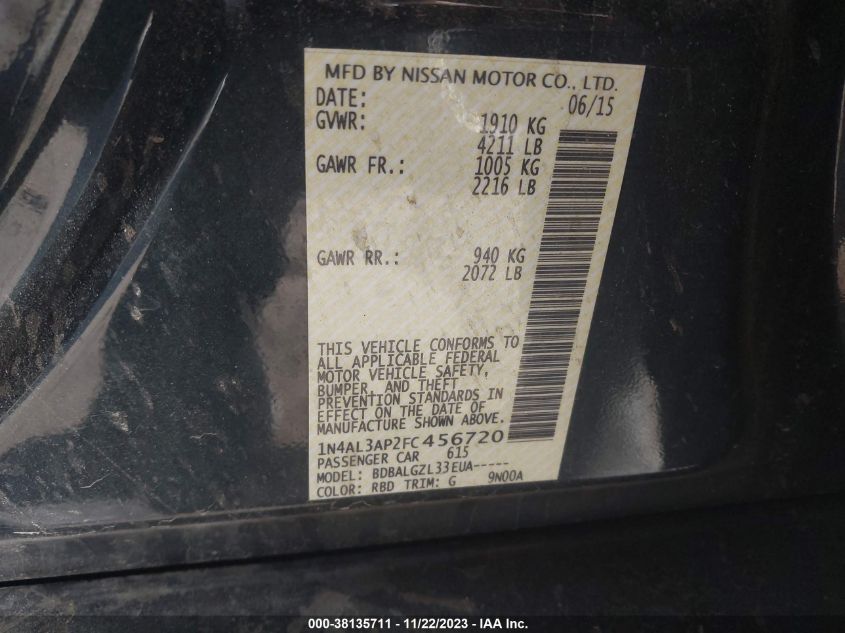 MFD BY NISSAN MOTOR CO., LTD.
DATE: 06/15
GVWR: 1910 KG
4211 LB
GAWR FR.: 1005 KG
2216 LB
GAWR RR.: 940 KG
2072 LB
THIS VEHICLE CONFORMS TO
ALL APPLICABLE FEDERAL
MOTOR VEHICLE SAFETY,
BUMPER, AND THEFT
PREVENTION STANDARDS IN
EFFECT ON THE DATE OF
MANUFACTURE SHOWN ABOVE.
1N4AL3AP2FC456720
PASSENGER CAR 615
MODEL: BDBALGZL33EUA-----
COLOR: RBD TRIM: G 9N00A
000-38135711 - 11/22/2023 - IAA Inc.